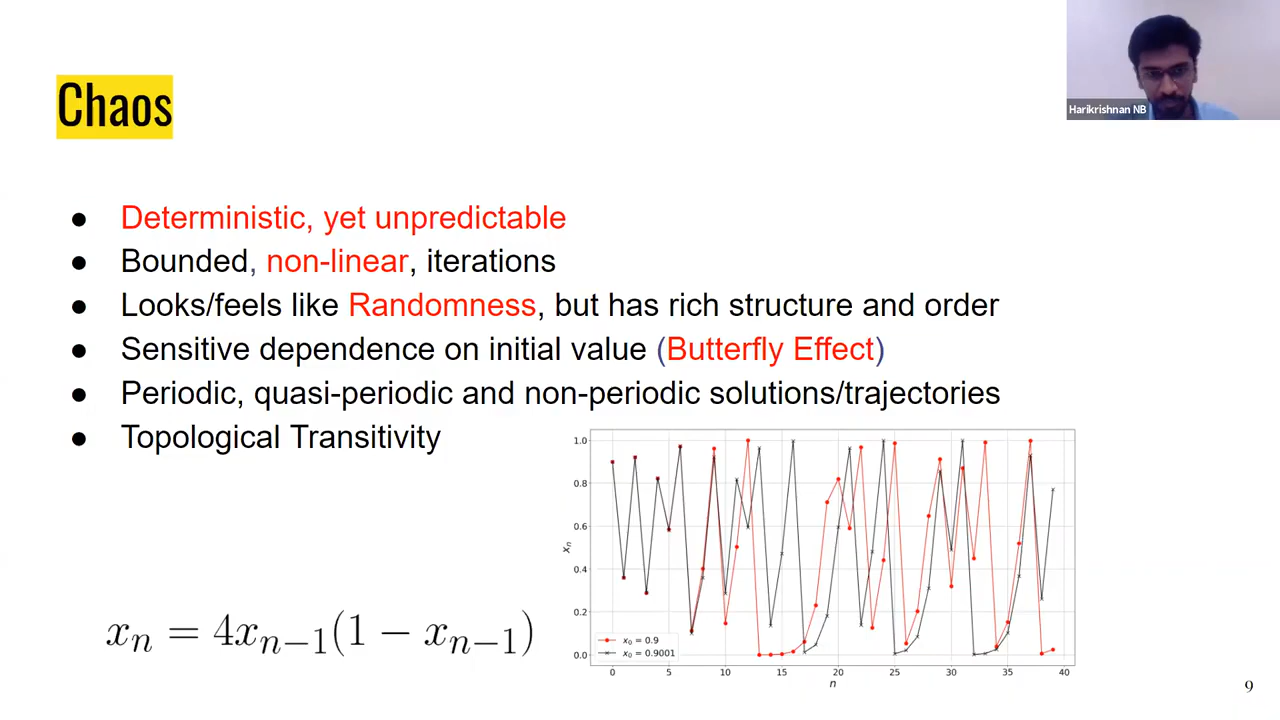 Chaos
Harikrishnan NB
● Deterministic, yet unpredictable
● Bounded, non-linear, iterations
● Looks/feels like Randomness, but has rich structure and order
● Sensitive dependence on initial value (Butterfly Effect)
● Periodic, quasi-periodic and non-periodic solutions/trajectories
● Topological Transitivity
xₙ = 4xₙ₋₁(1 − xₙ₋₁)
1.0
0.8
0.6
0.4
0.2
0.0
xₙ
x₀ = 0.9
x₀ = 0.9001
0 5 10 15 20 25 30 35 40
n
9